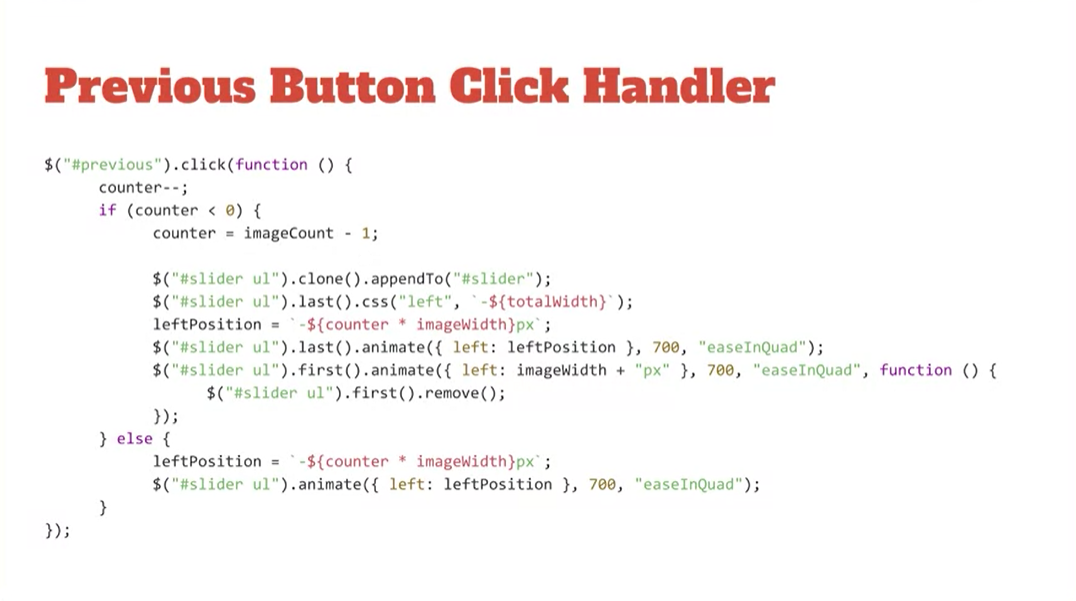 Previous Button Click Handler
$("#previous").click(function () {
counter--;
if (counter < 0) {
counter = imageCount - 1;
$("#slider ul").clone().appendTo("#slider");
$("#slider ul").last().css("left", `-${totalWidth}`);
leftPosition = `-${counter * imageWidth}px`;
$("#slider ul").last().animate({ left: leftPosition }, 700, "easeInQuad");
$("#slider ul").first().animate({ left: imageWidth + "px" }, 700, "easeInQuad", function () {
$("#slider ul").first().remove();
});
} else {
leftPosition = `-${counter * imageWidth}px`;
$("#slider ul").animate({ left: leftPosition }, 700, "easeInQuad");
}
});